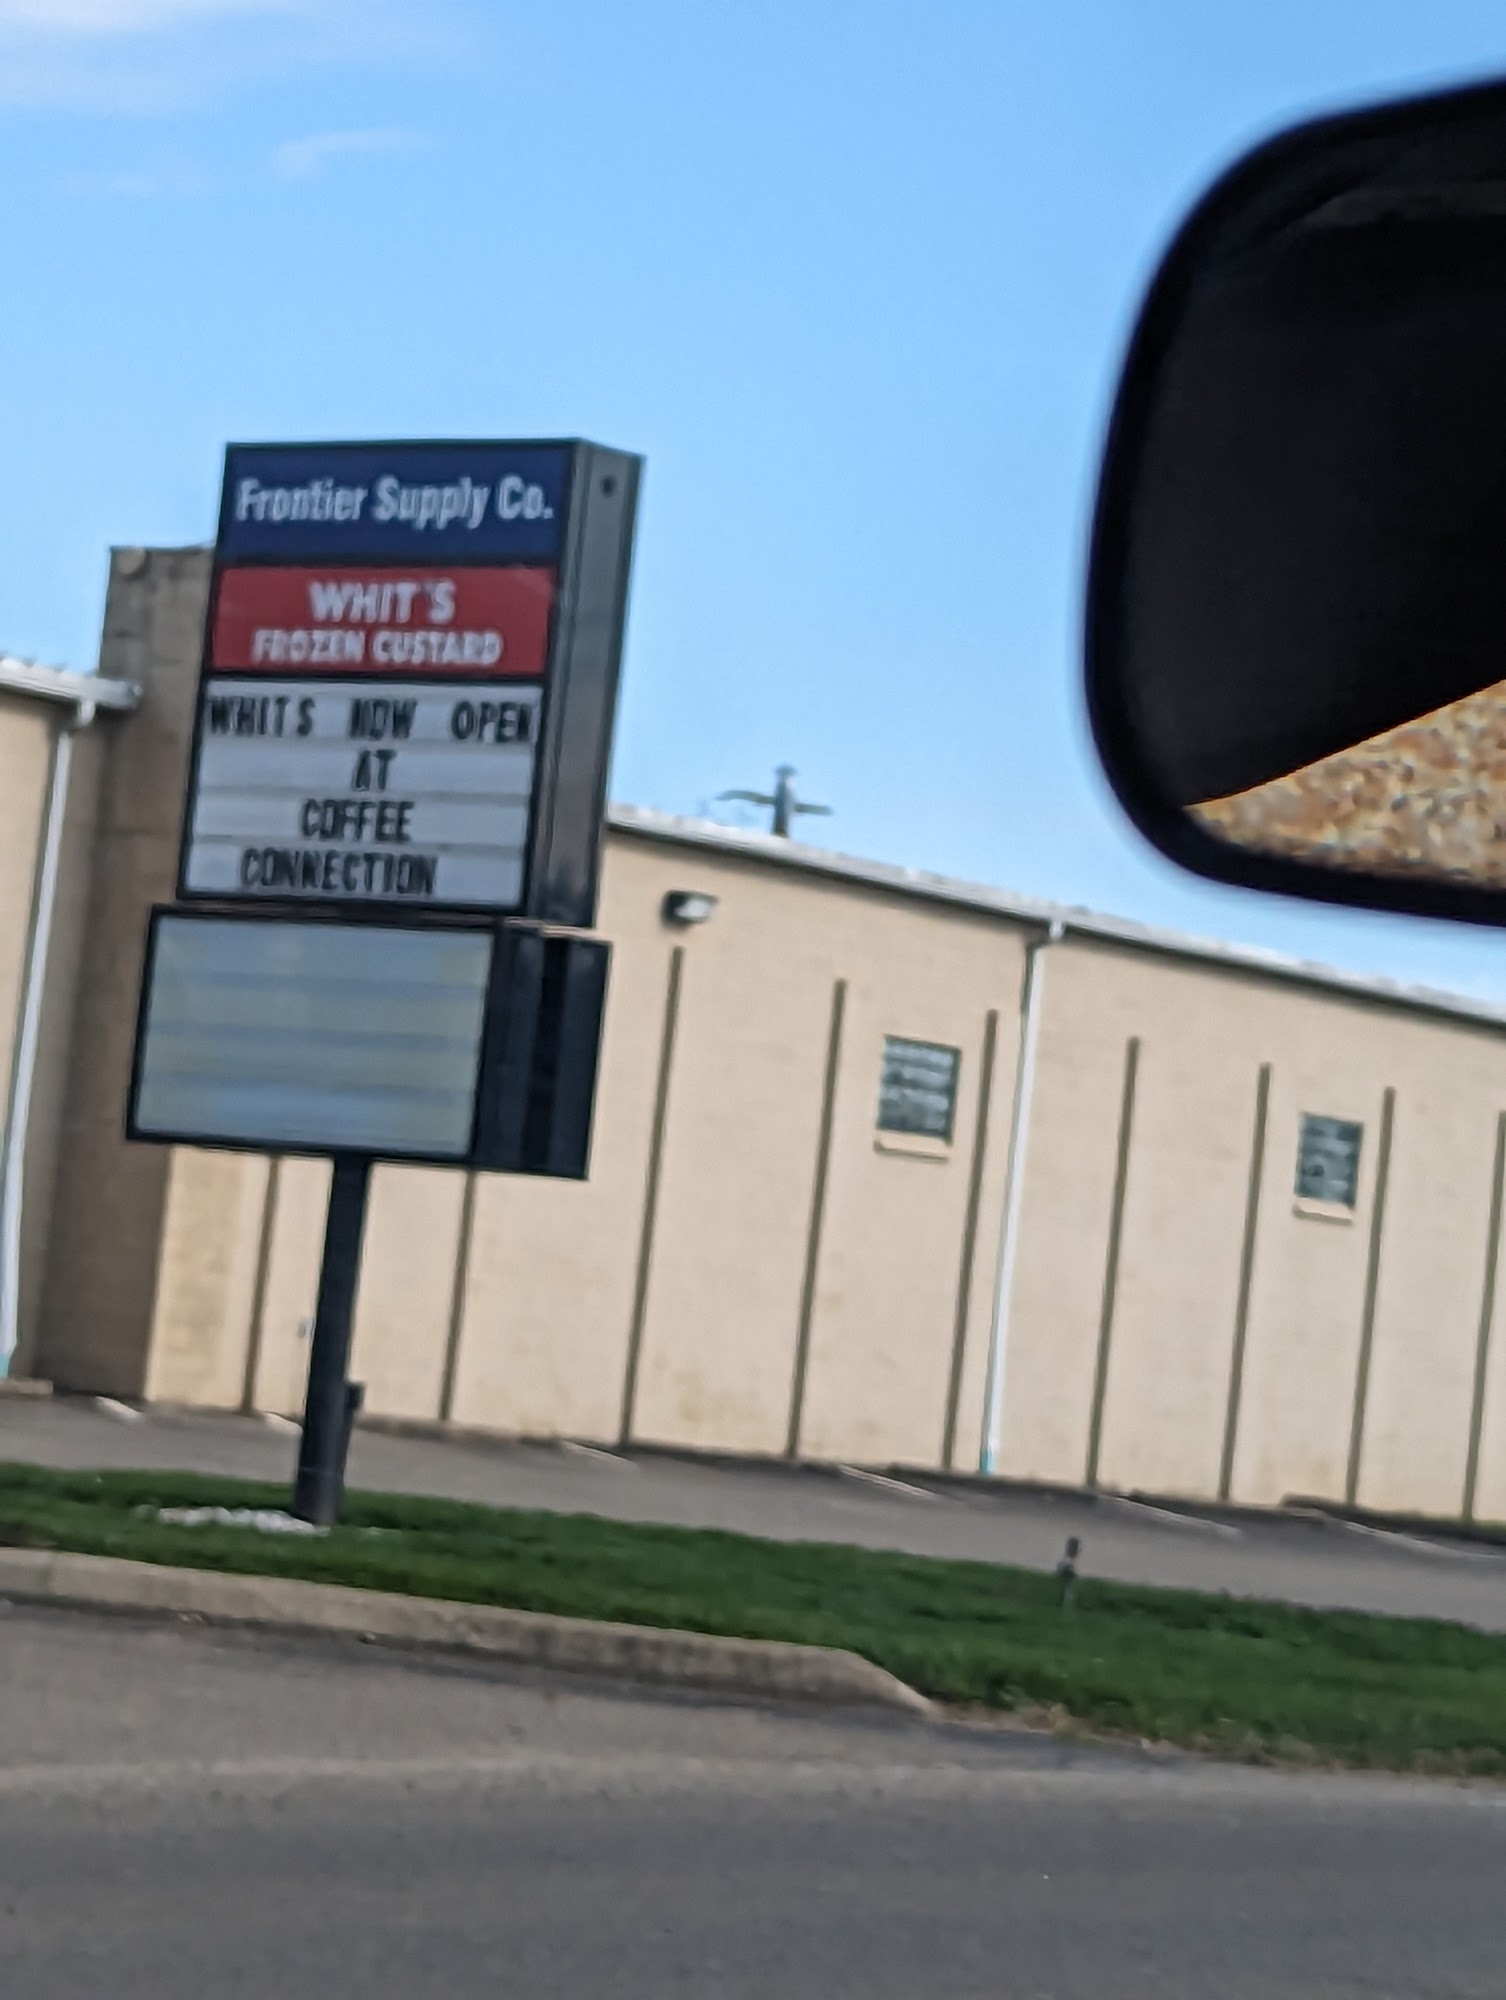 Frontier Supply Co.
WHIT'S
FROZEN CUSTARD
WHITS NOW OPEN
AT
COFFEE
CONNECTION